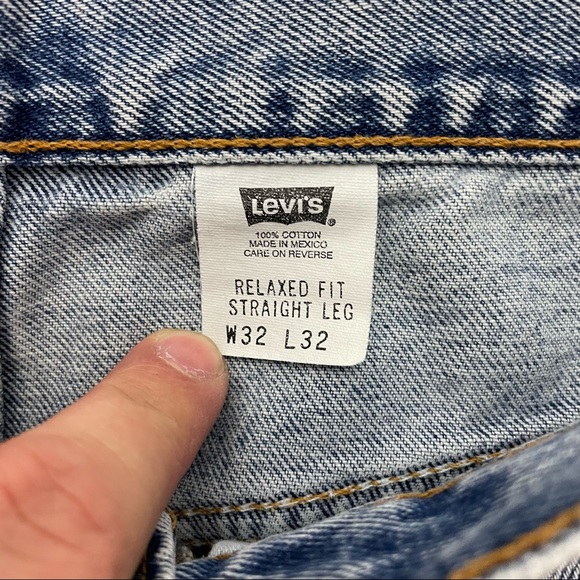 LEVI'S ®
100% COTTON
MADE IN MEXICO
CARE ON REVERSE
RELAXED FIT
STRAIGHT LEG
W32 L32